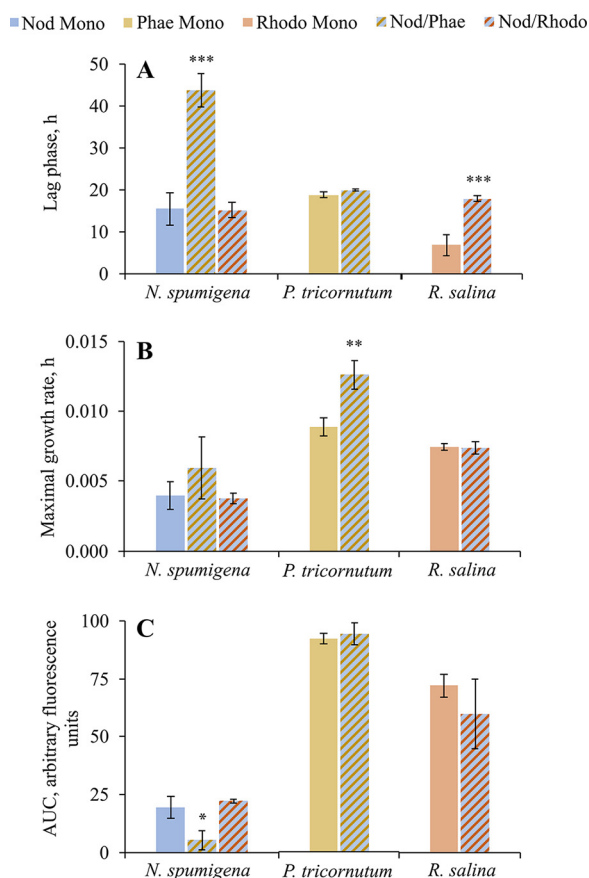 Nod Mono Phae Mono Rhodo Mono Nod/Phae Nod/Rhodo
A
Lag phase, h
50
40
30
20
10
0
***
***
N. spumigena P. tricornutum R. salina
B
Maximal growth rate, h
0.015
0.010
0.005
0.000
**
N. spumigena P. tricornutum R. salina
C
AUC, arbitrary fluorescence
units
100
75
50
25
0
*
N. spumigena P. tricornutum R. salina